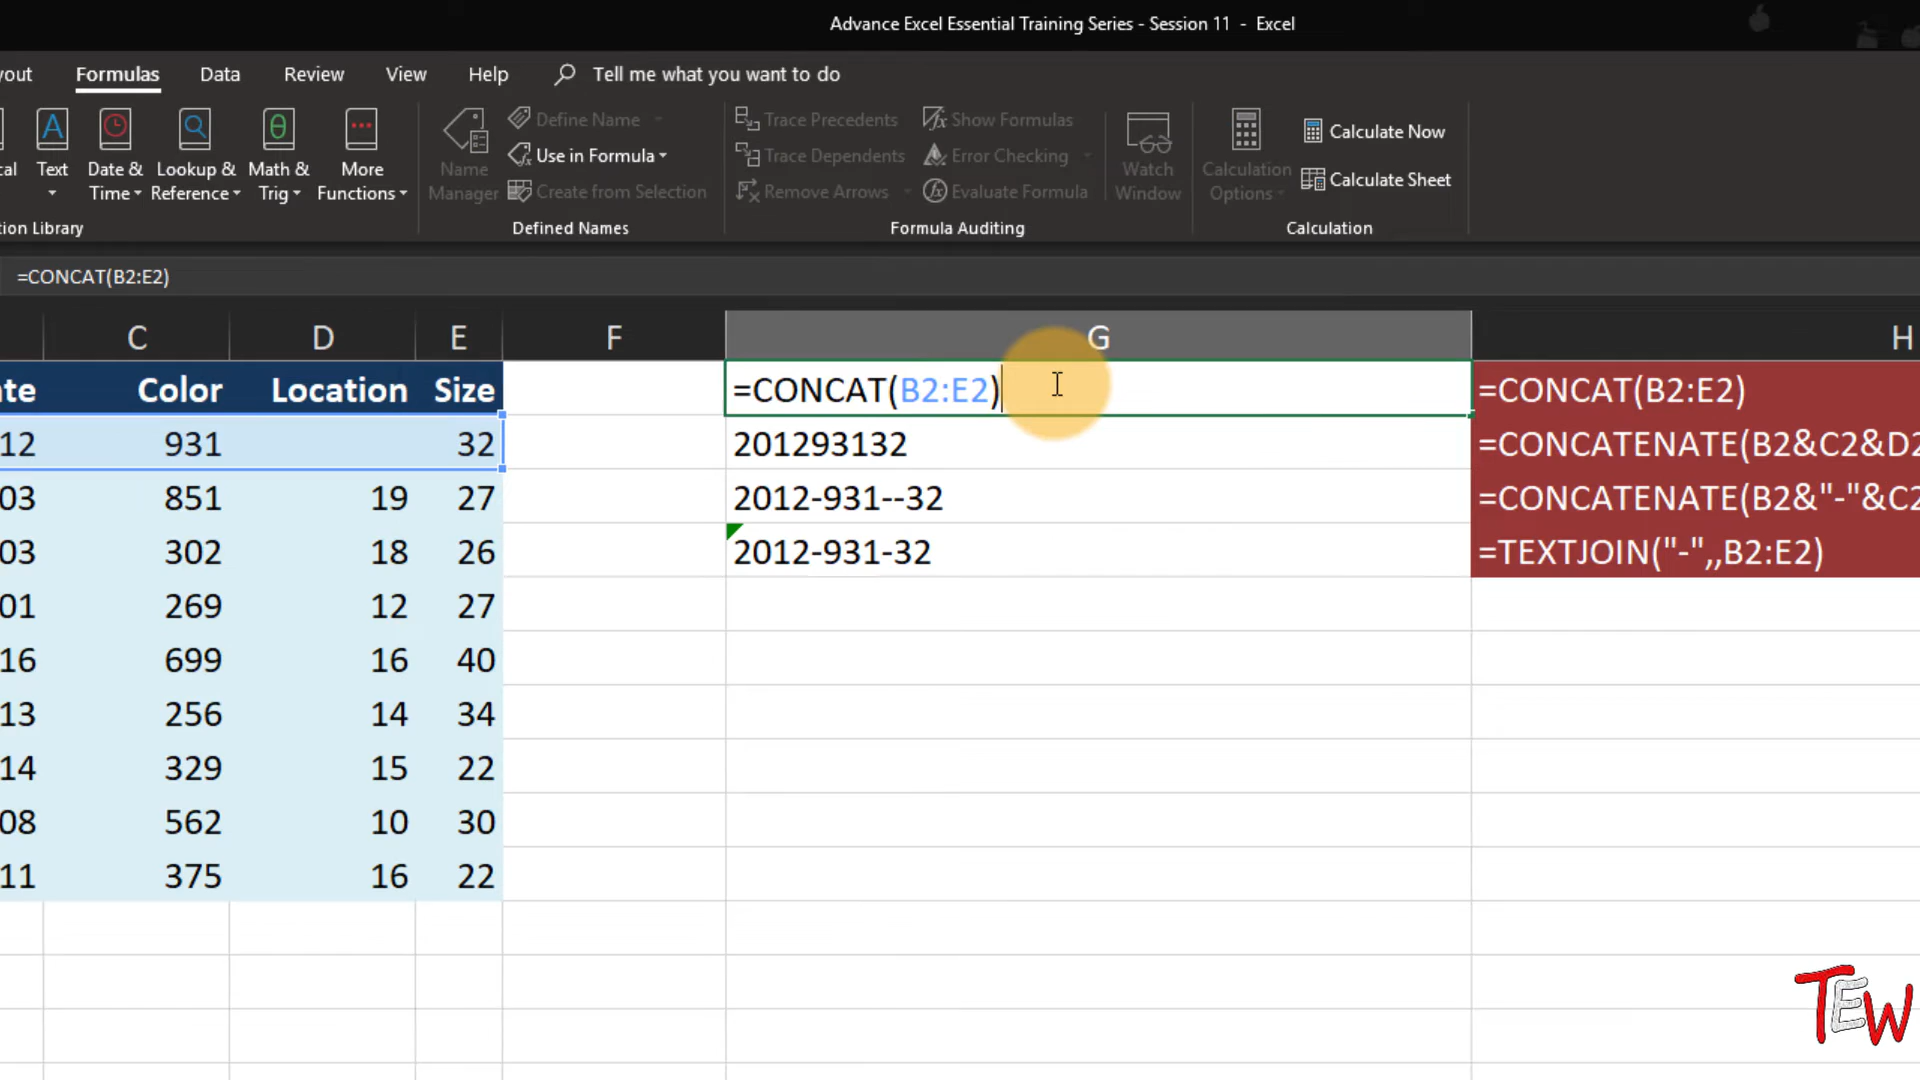 Advance Excel Essential Training Series - Session 11 - Excel
yout Formulas Data Review View Help Tell me what you want to do
cal Text Date & Time Lookup & Reference Math & Trig More Functions
tion Library
Name Manager
Define Name
Use in Formula
Create from Selection
Defined Names
Trace Precedents Show Formulas
Trace Dependents Error Checking
Remove Arrows Evaluate Formula
Formula Auditing
Watch Window
Calculation Options
Calculate Now
Calculate Sheet
Calculation
=CONCAT(B2:E2)
C D E F G H
te Color Location Size =CONCAT(B2:E2) =CONCAT(B2:E2)
12 931 32 201293132 =CONCATENATE(B2&C2&D2
03 851 19 27 2012-931--32 =CONCATENATE(B2&"-"&C2
03 302 18 26 2012-931-32 =TEXTJOIN("-",,B2:E2)
01 269 12 27
16 699 16 40
13 256 14 34
14 329 15 22
08 562 10 30
11 375 16 22
TEW